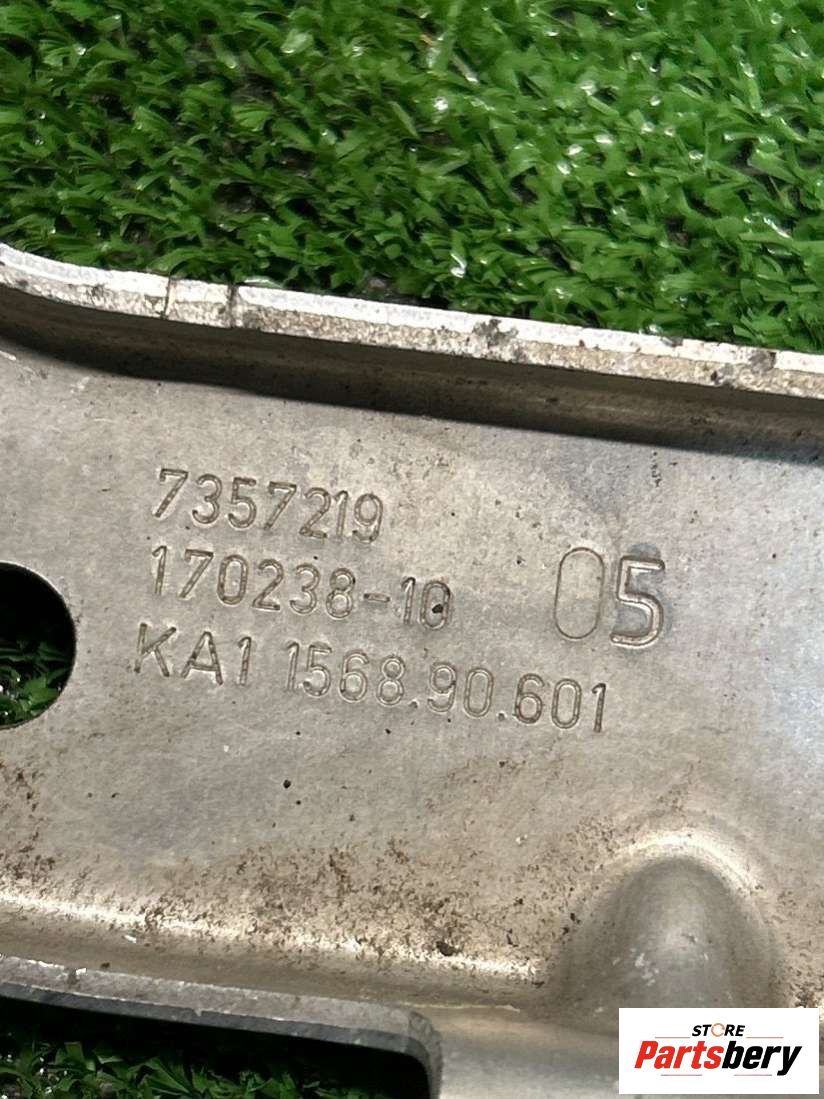 7357219
170238-10
05
KA1 1568.90.601
STORE
Partsbery